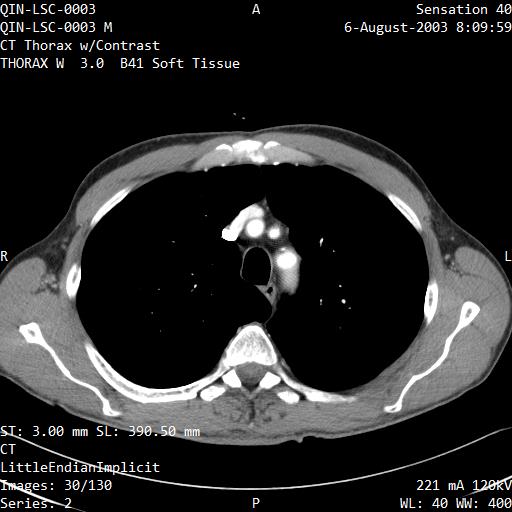 QIN-LSC-0003
A
Sensation 40
QIN-LSC-0003 M
6-August-2003 8:09:59
CT Thorax w/Contrast
THORAX W 3.0 B41 Soft Tissue
R
L
ST: 3.00 mm SL: 390.50 mm
CT
LittleEndianImplicit
Images: 30/130
221 mA 120kV
Series: 2
P
WL: 40 WW: 400